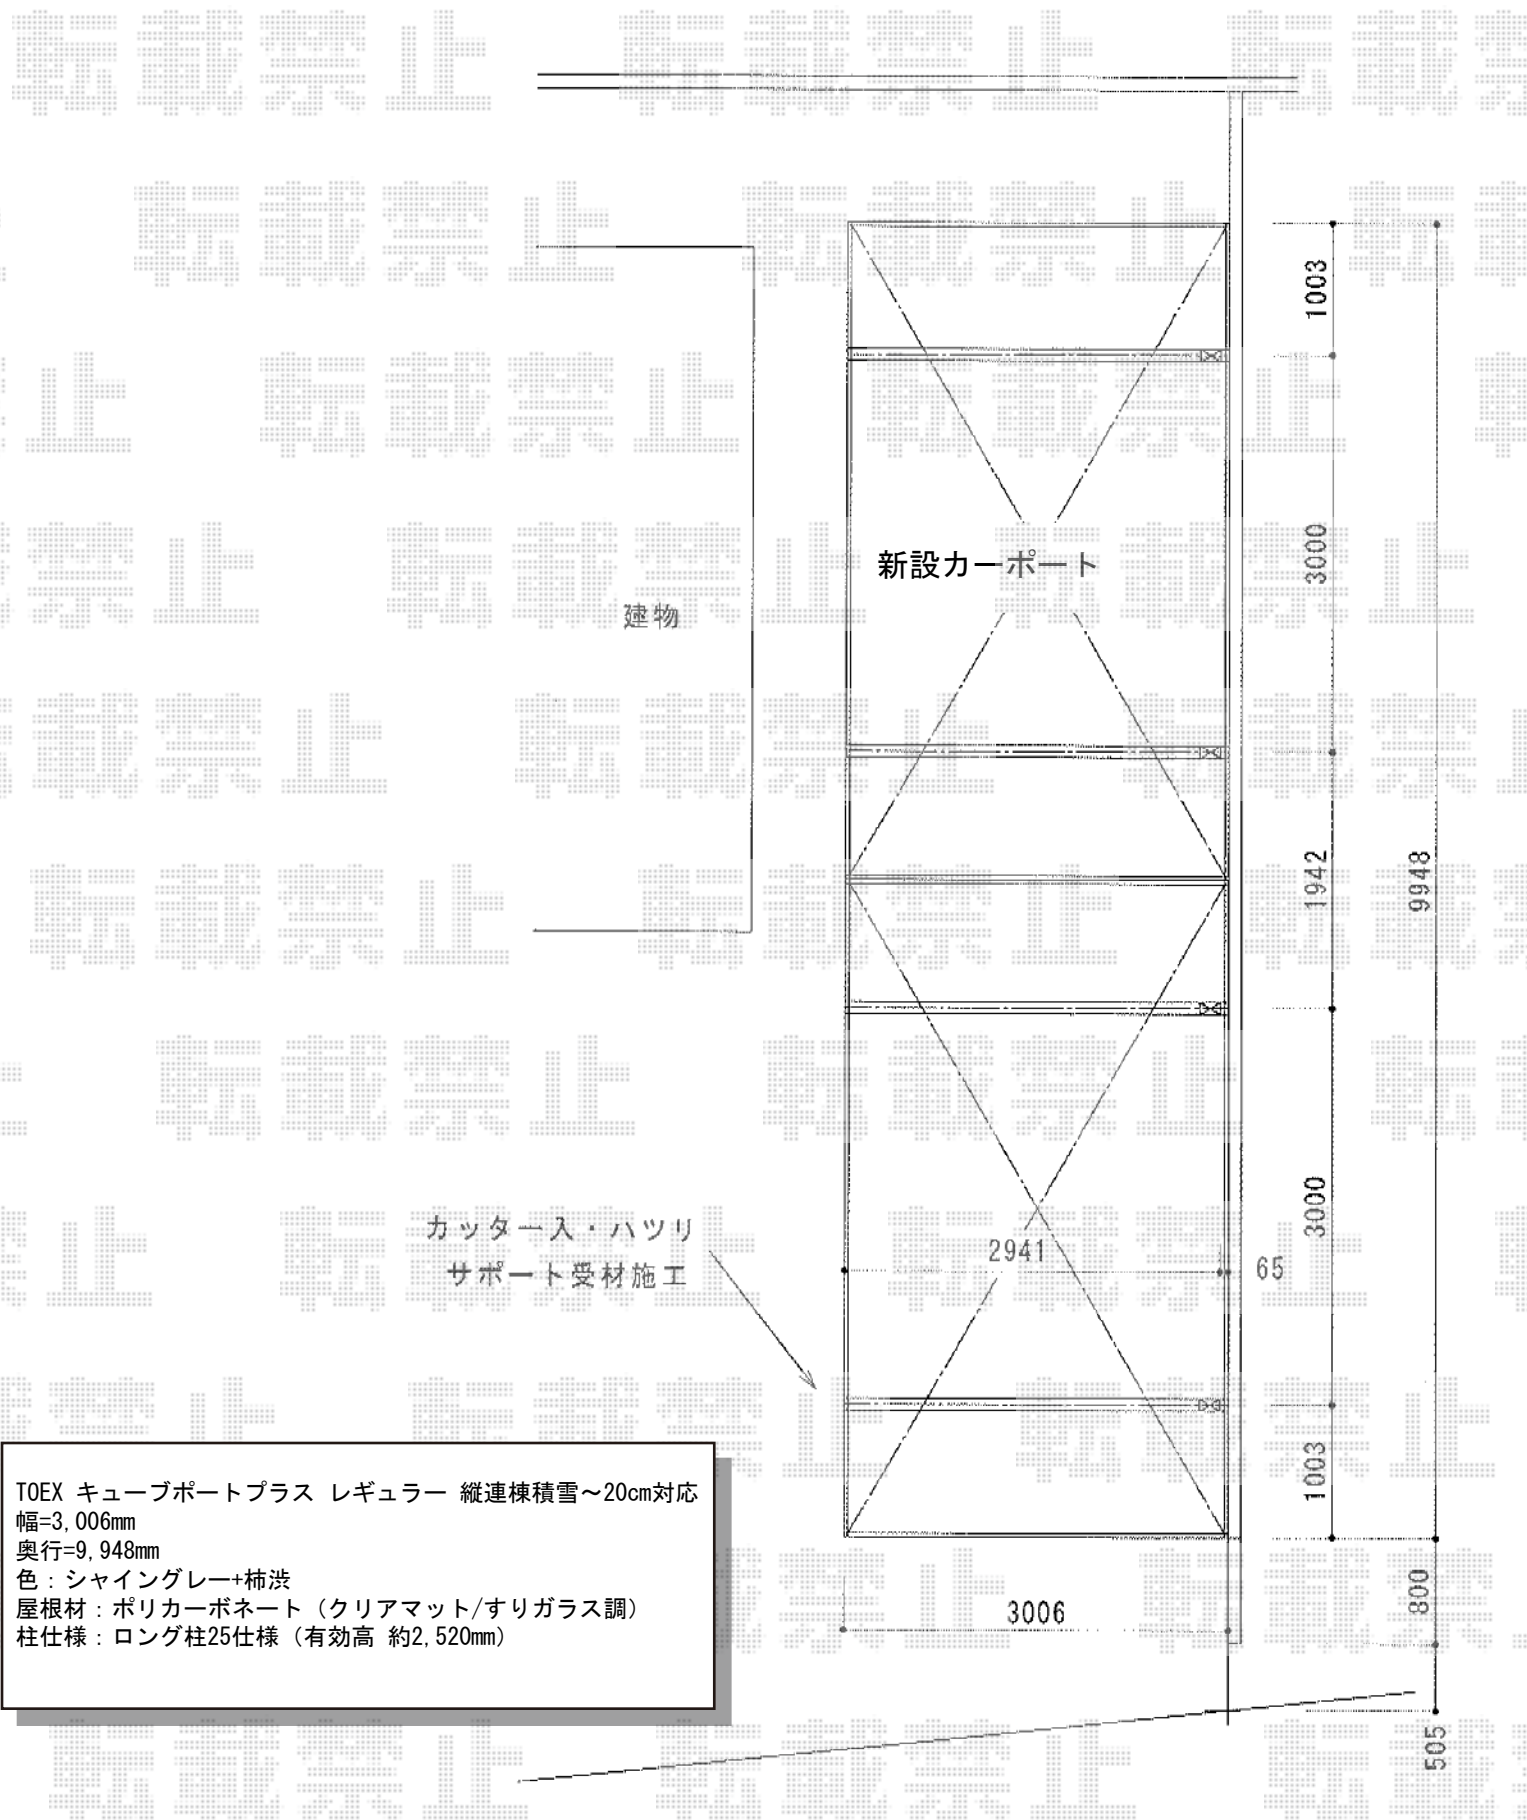 転載禁止
1003
3000
新設カーポート
建物
1942
9948
カッター入・ハツリ
サポート受材施工
2941
65
3000
1003
TOEX キューブポートプラス レギュラー 縦連棟積雪～20cm対応
幅=3,006mm
奥行=9,948mm
色：シャイングレー+柿渋
屋根材：ポリカーボネート（クリアマット/すりガラス調）
柱仕様：ロング柱25仕様（有効高 約2,520mm）
3006
800
505